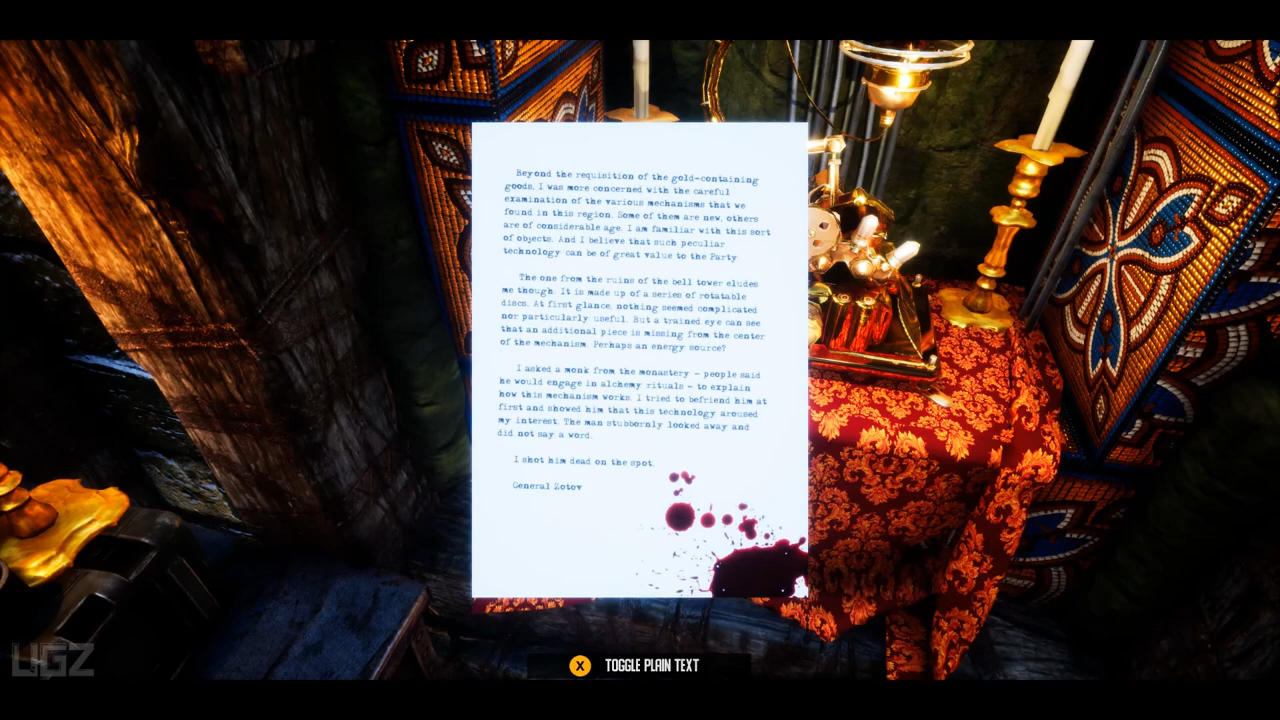 Beyond the requisition of the gold-containing
goods, I was more concerned with the careful
examination of the various mechanisms that we
found in this region. Some of them are new, others
are of considerable age. I am familiar with this sort
of objects. And I believe that such peculiar
technology can be of great value to the Party
The one from the ruins of the bell tower eludes
me though. It is made up of a series of rotatable
discs. At first glance, nothing seemed complicated
nor particularly useful. But a trained eye can see
that an additional piece is missing from the center
of the mechanism. Perhaps an energy source?
I asked a monk from the monastery - people said
he would engage in alchemy rituals - to explain
how this mechanism works. I tried to befriend him at
first and showed him that this technology aroused
my interest. The man stubbornly looked away and
did not say a word.
I shot him dead on the spot.
General Zotov
X TOGGLE PLAIN TEXT
UGZ